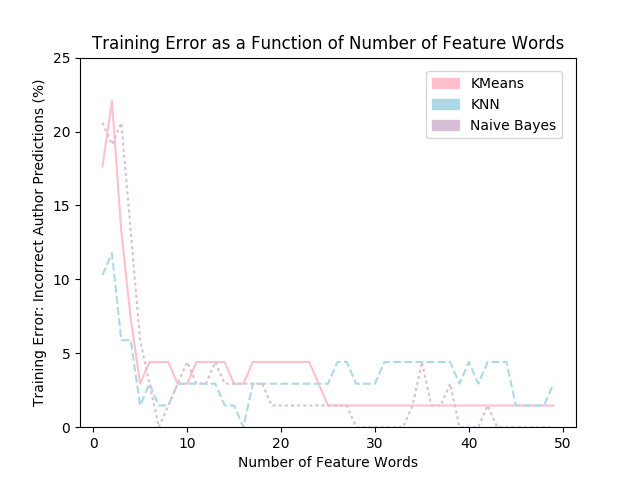 Training Error as a Function of Number of Feature Words
Training Error: Incorrect Author Predictions (%)
25
20
15
10
5
0
KMeans
KNN
Naive Bayes
0 10 20 30 40 50
Number of Feature Words